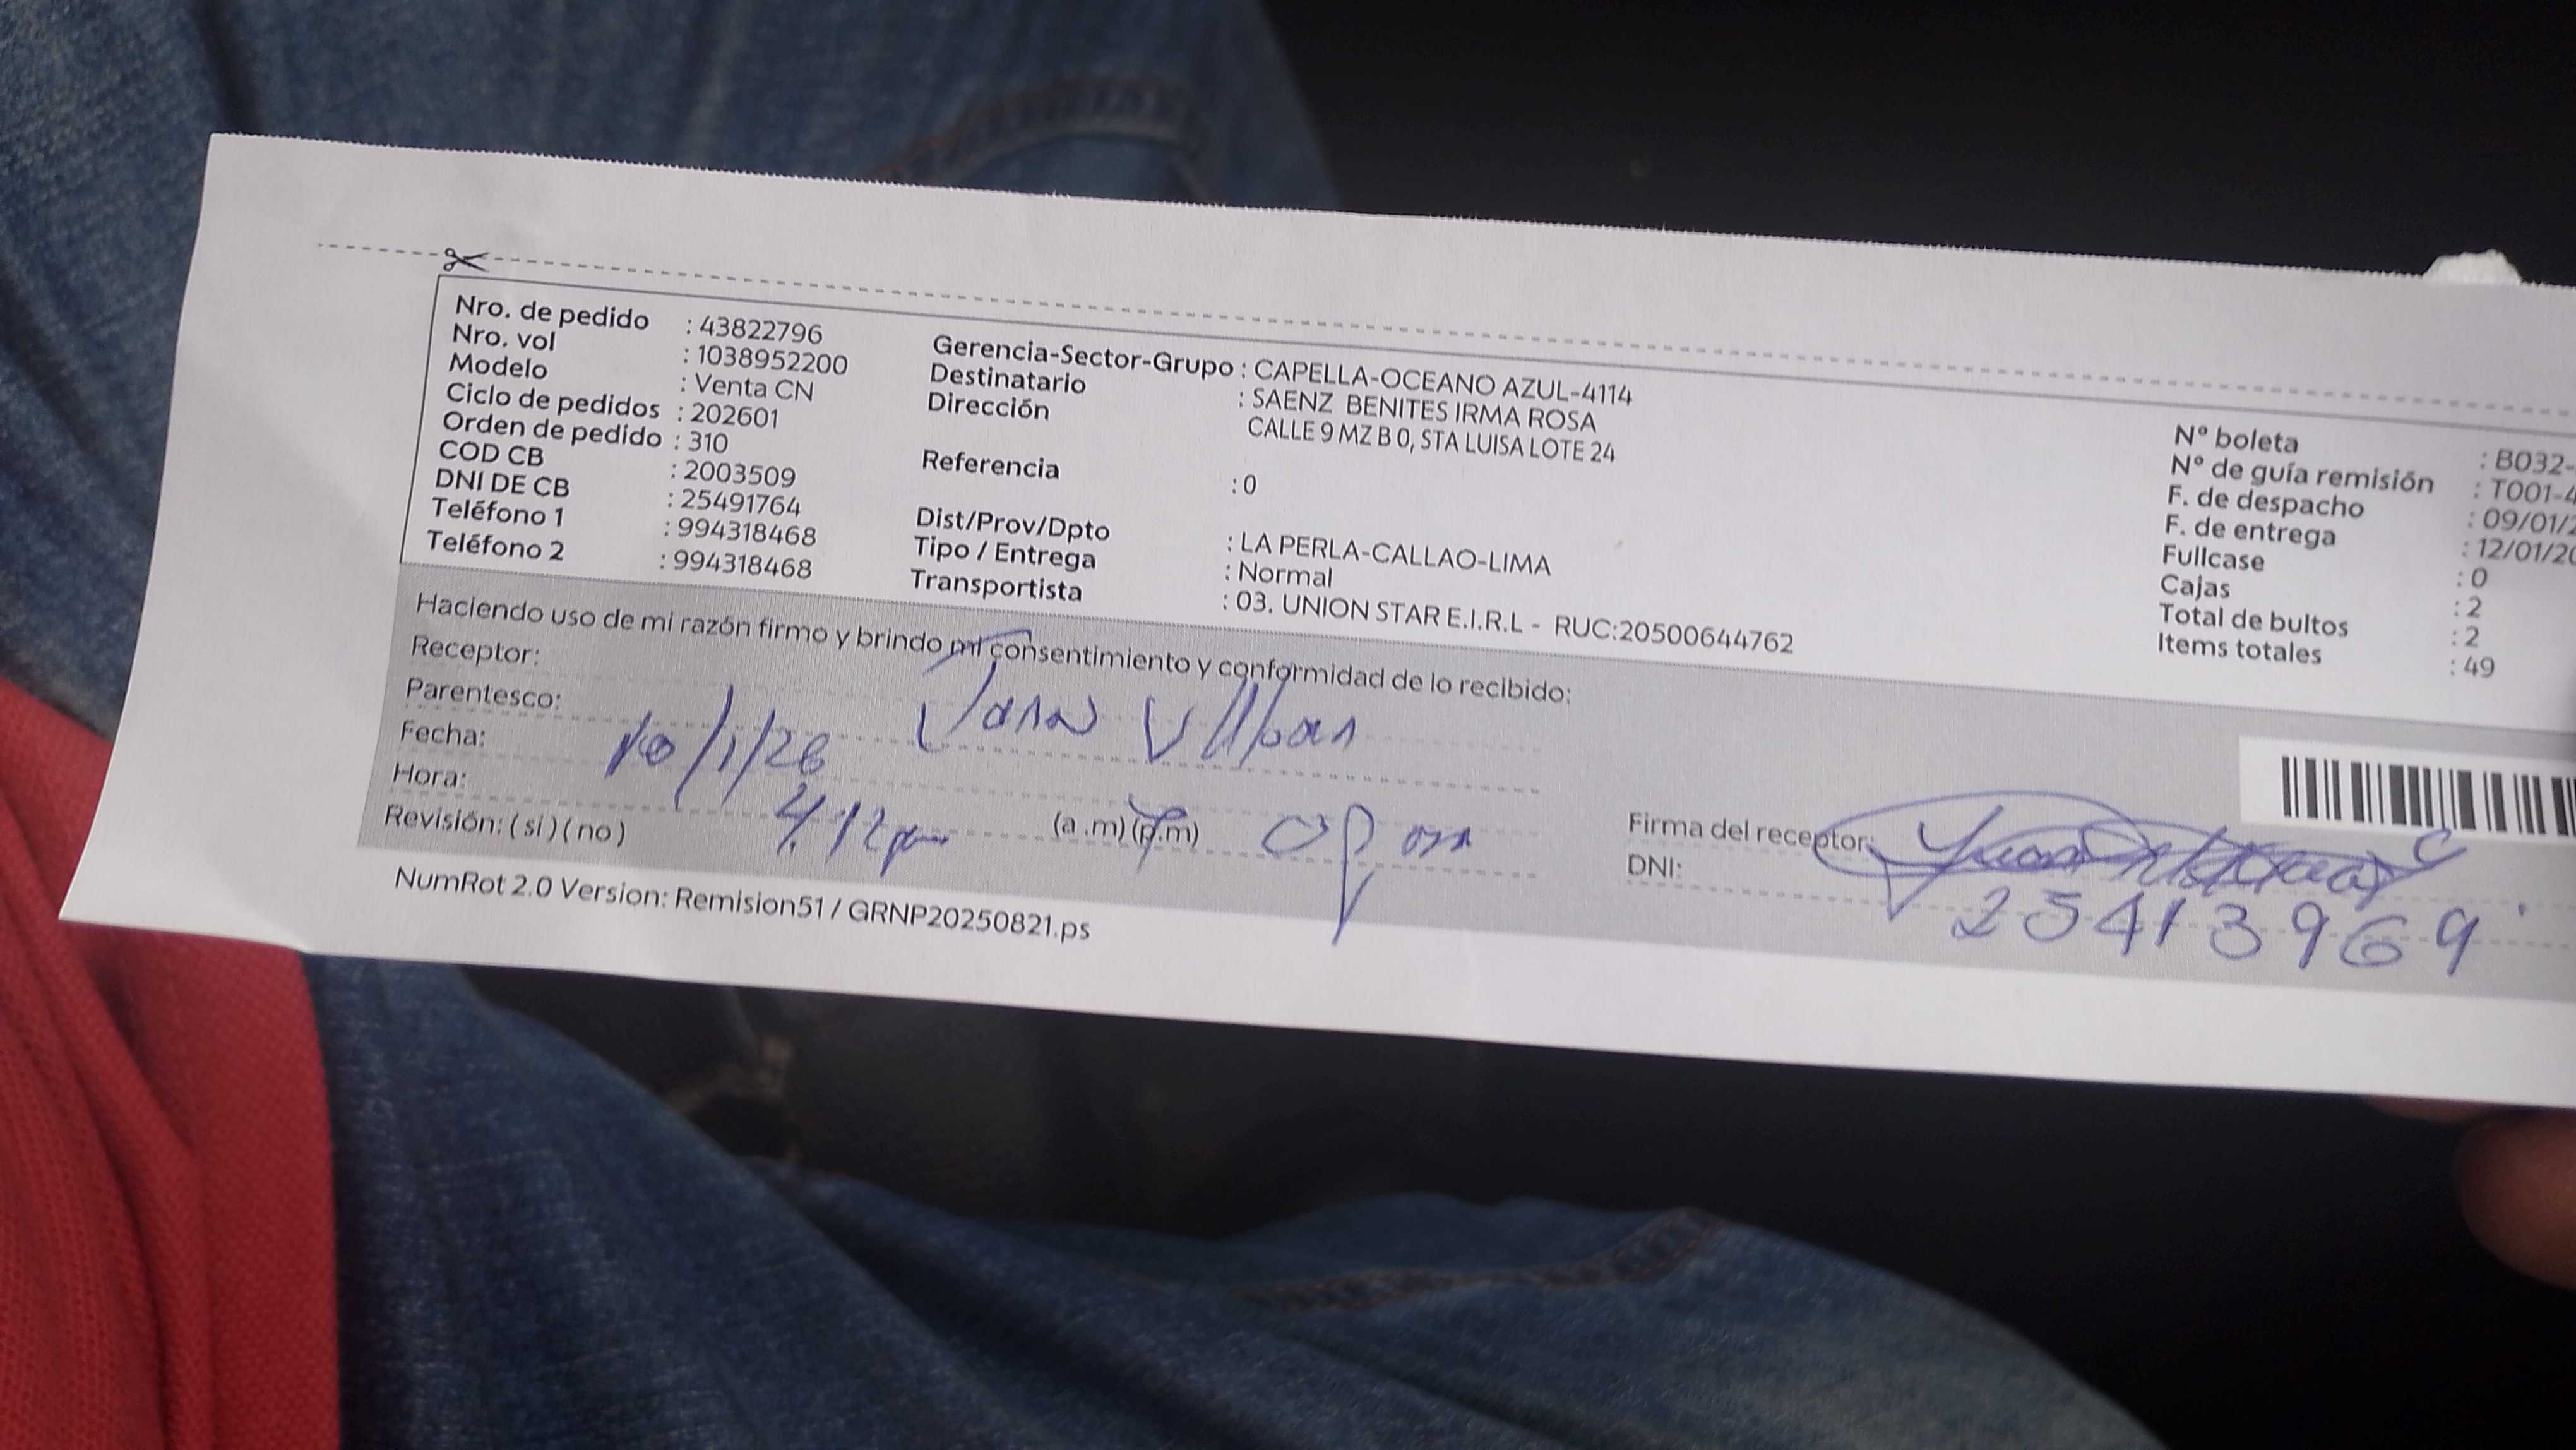 Nro. de pedido : 43822796
Nro. vol : 1038952200
Modelo : Venta CN
Ciclo de pedidos : 202601
Orden de pedido : 310
COD CB : 2003509
DNI DE CB : 25491764
Teléfono 1 : 994318468
Teléfono 2 : 994318468
Gerencia-Sector-Grupo : CAPELLA-OCEANO AZUL-4114
Destinatario : SAENZ BENITES IRMA ROSA
Dirección CALLE 9 MZ B 0, STA LUISA LOTE 24
Referencia : 0
Dist/Prov/Dpto : LA PERLA-CALLAO-LIMA
Tipo / Entrega : Normal
Transportista : 03. UNION STAR E.I.R.L - RUC:20500644762
N° boleta : B032-
N° de guía remisión : T001-4
F. de despacho : 09/01/2
F. de entrega : 12/01/20
Fullcase : 0
Cajas : 2
Total de bultos : 2
Items totales : 49
Haciendo uso de mi razón firmo y brindo mi consentimiento y conformidad de lo recibido:
Receptor:
Parentesco:
Fecha: 10/1/26
Hora: 4.12pm (a .m) (p.m)
Revisión: ( si ) ( no )
Firma del receptor:
DNI: 25413969
NumRot 2.0 Version: Remision51 / GRNP20250821.ps